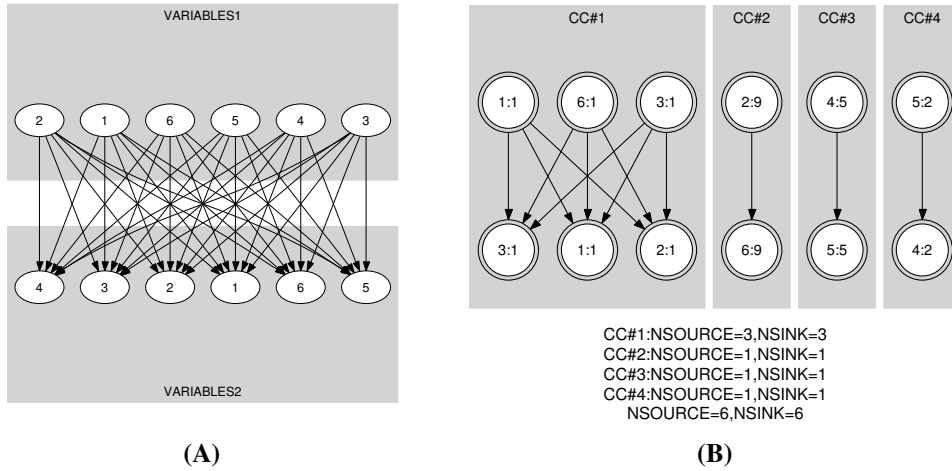 VARIABLES1
2 1 6 5 4 3
4 3 2 1 6 5
VARIABLES2
(A)
CC#1 CC#2 CC#3 CC#4
1:1 6:1 3:1 2:9 4:5 5:2
3:1 1:1 2:1 6:9 5:5 4:2
CC#1:NSOURCE=3,NSINK=3
CC#2:NSOURCE=1,NSINK=1
CC#3:NSOURCE=1,NSINK=1
CC#4:NSOURCE=1,NSINK=1
NSOURCE=6,NSINK=6
(B)